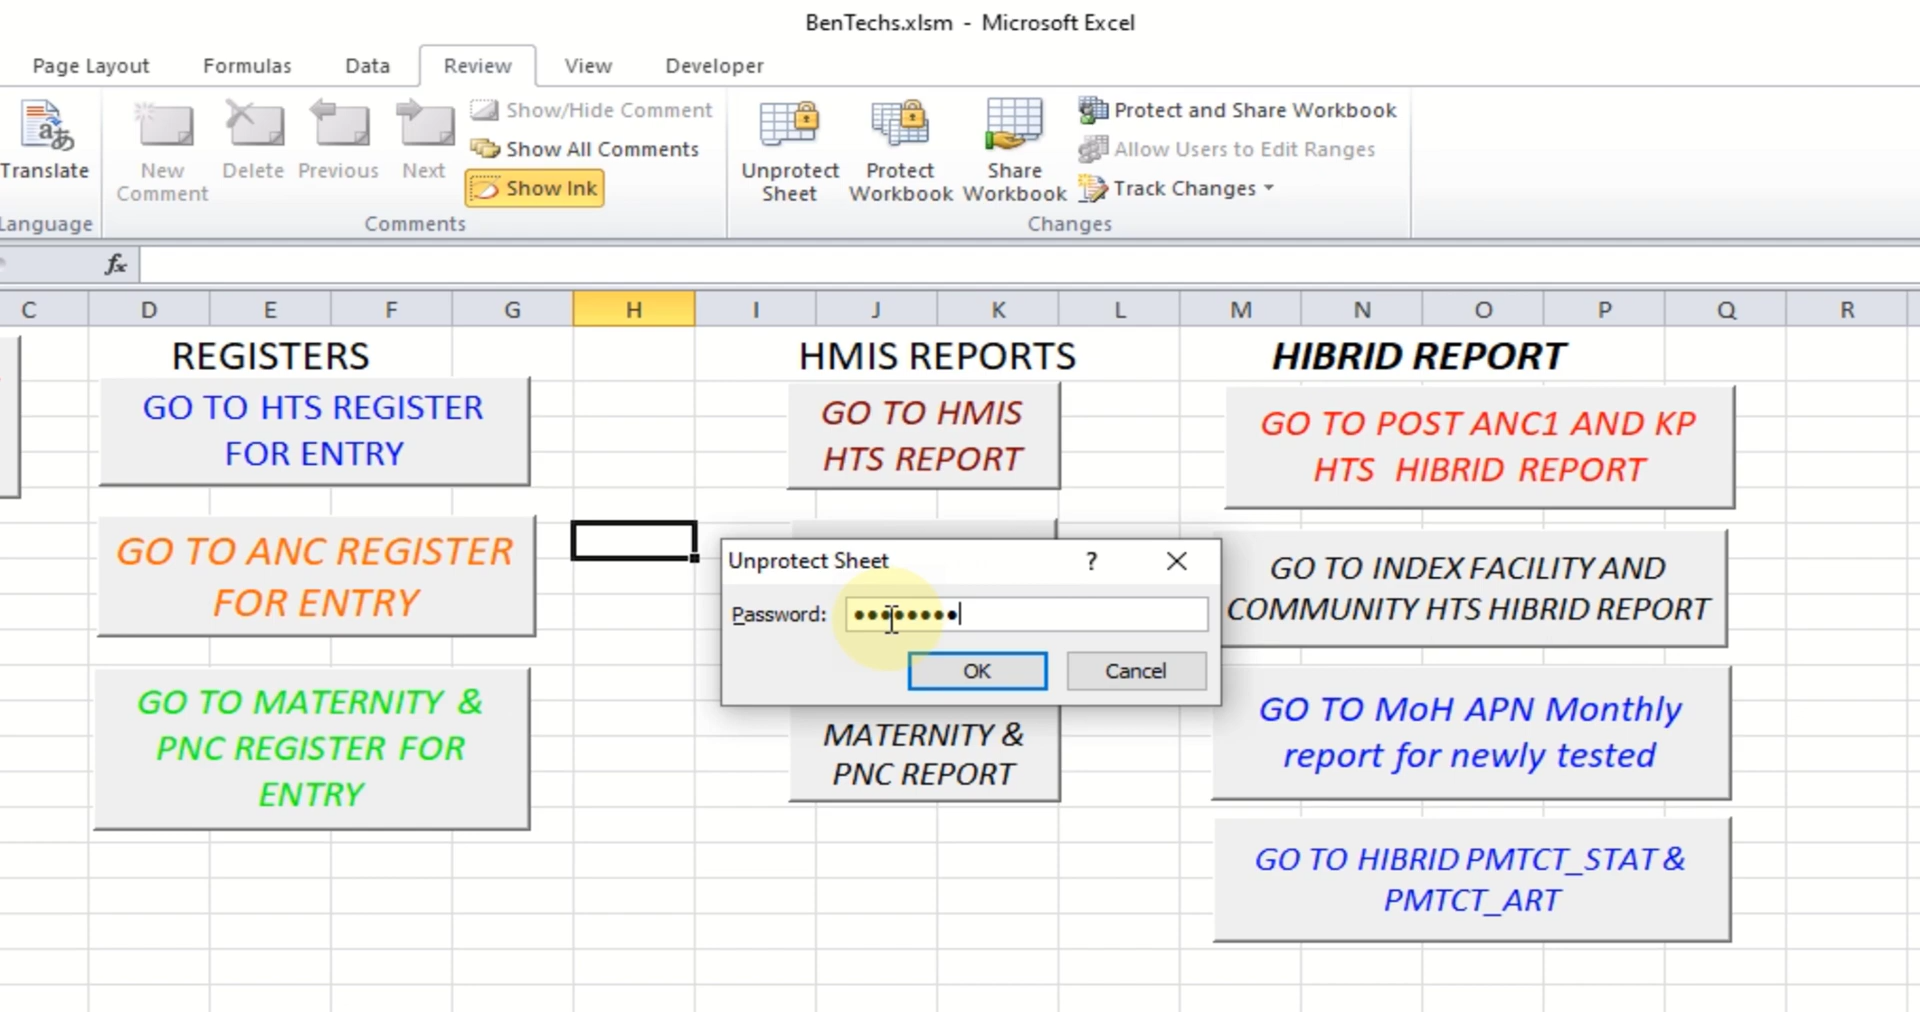 BenTechs.xlsm - Microsoft Excel
Page Layout Formulas Data Review View Developer
Translate
New Comment
Delete
Previous
Next
Show/Hide Comment
Show All Comments
Show Ink
Unprotect Sheet
Protect Workbook
Share Workbook
Protect and Share Workbook
Allow Users to Edit Ranges
Track Changes
Language
Comments
Changes
fx
C D E F G H I J K L M N O P Q R
REGISTERS
GO TO HTS REGISTER
FOR ENTRY
GO TO ANC REGISTER
FOR ENTRY
GO TO MATERNITY &
PNC REGISTER FOR
ENTRY
HMIS REPORTS
GO TO HMIS
HTS REPORT
Unprotect Sheet ?
Password:
OK Cancel
MATERNITY &
PNC REPORT
HIBRID REPORT
GO TO POST ANC1 AND KP
HTS HIBRID REPORT
GO TO INDEX FACILITY AND
COMMUNITY HTS HIBRID REPORT
GO TO MoH APN Monthly
report for newly tested
GO TO HIBRID PMTCT_STAT &
PMTCT_ART